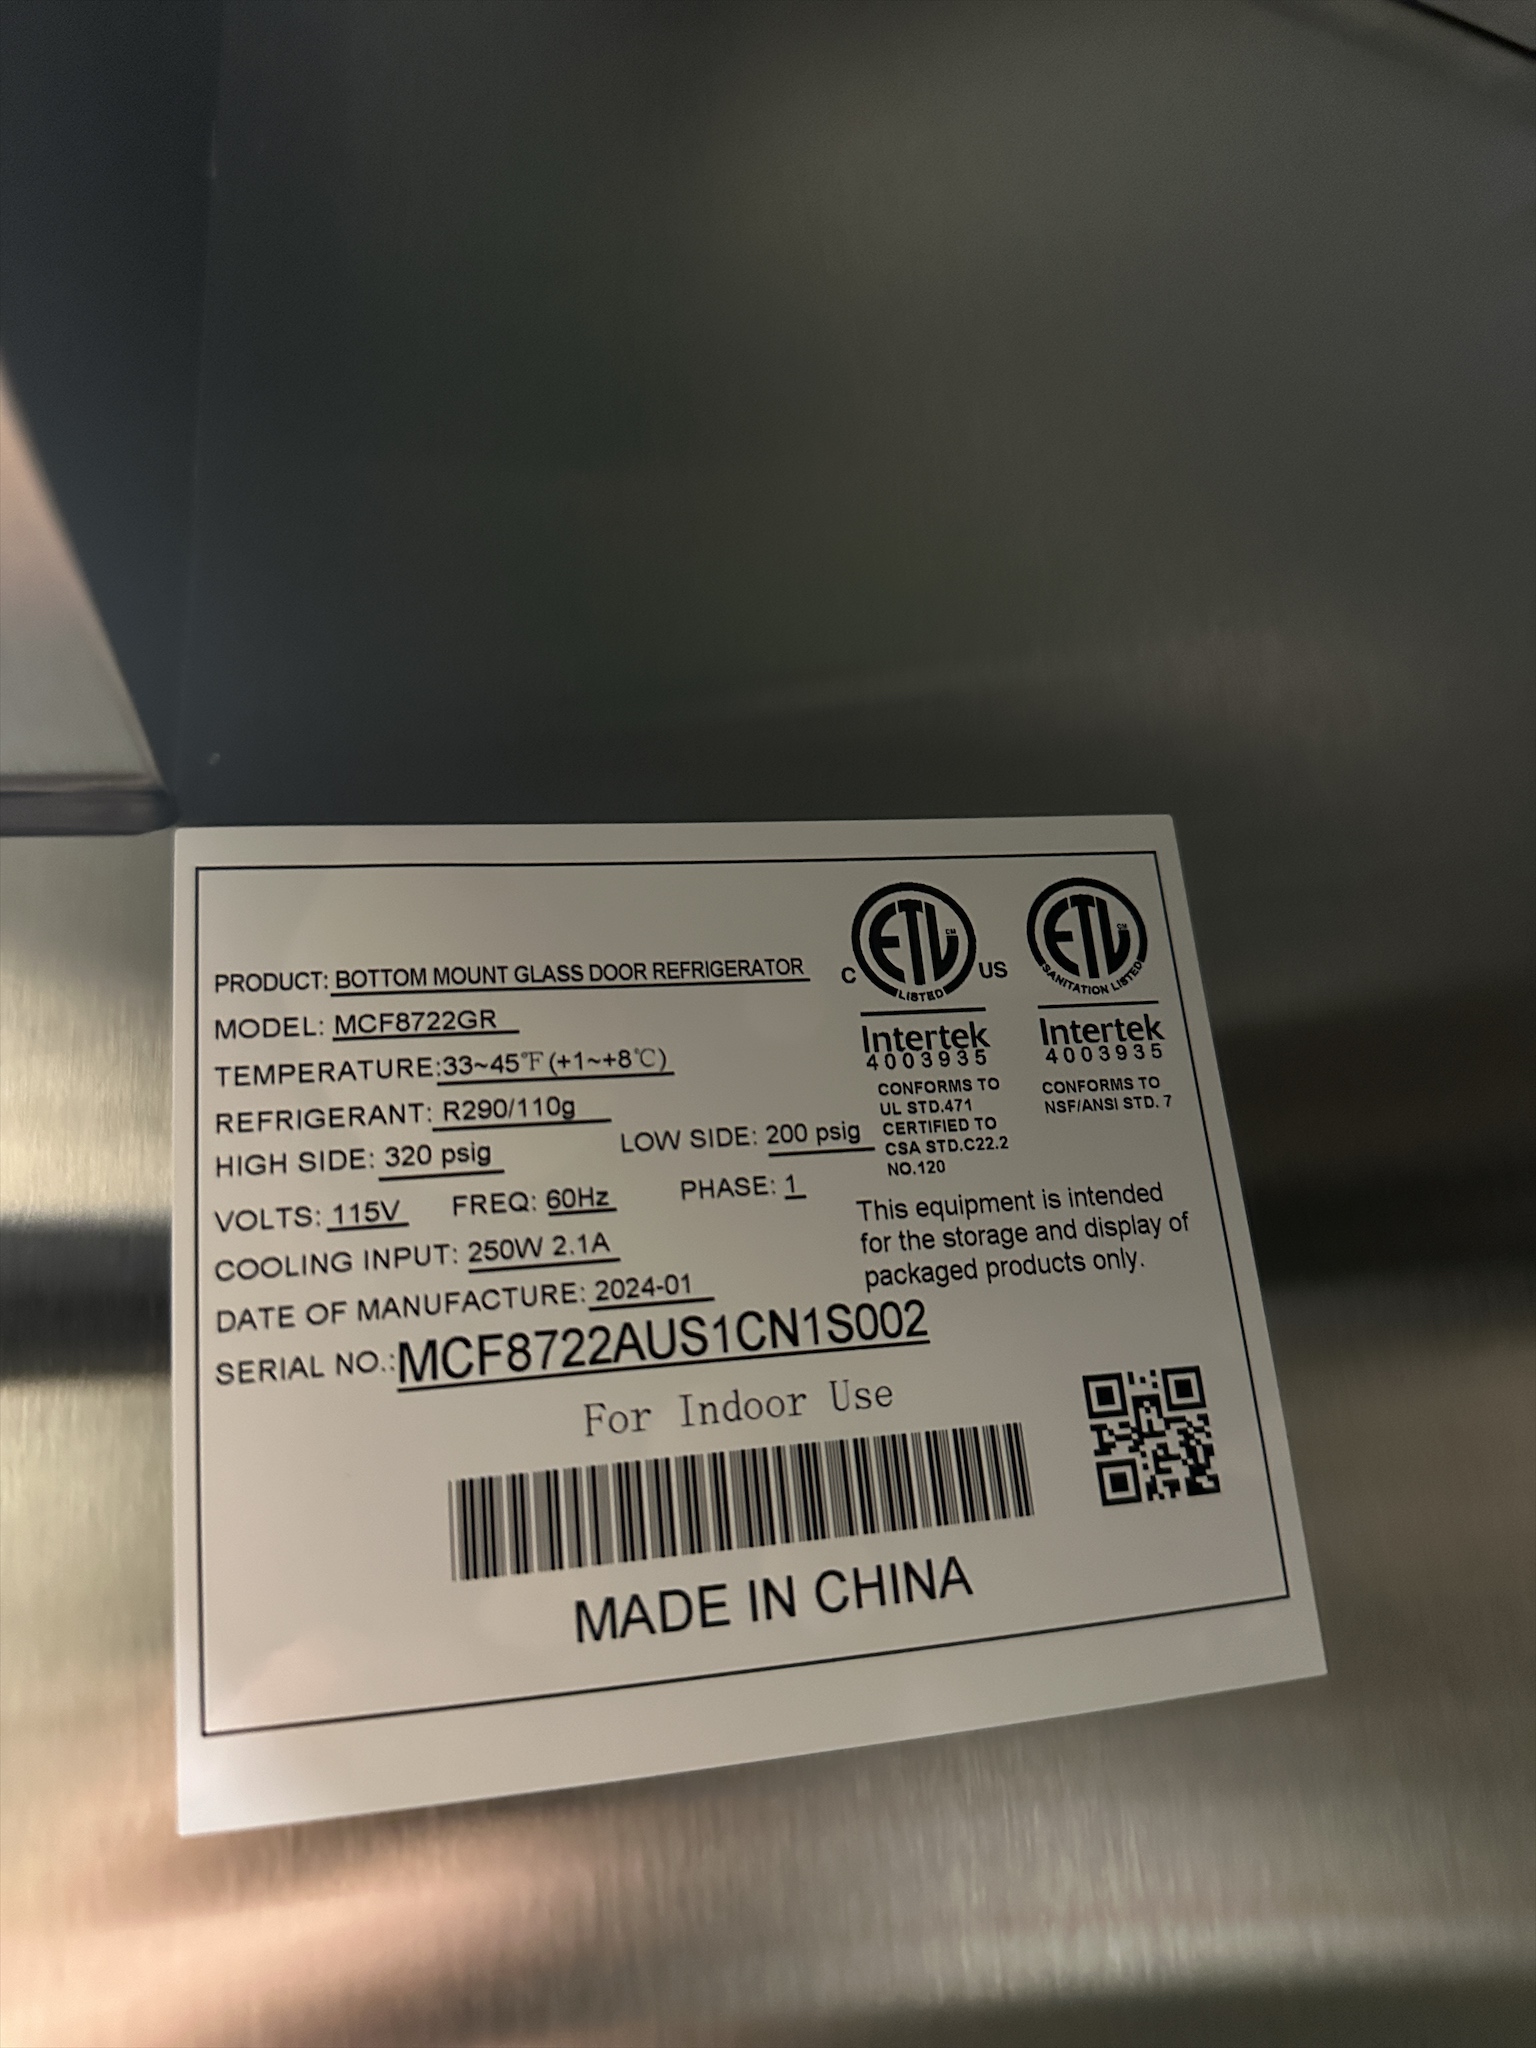 PRODUCT: BOTTOM MOUNT GLASS DOOR REFRIGERATOR
MODEL: MCF8722GR
TEMPERATURE: 33~45℉ (+1~+8℃)
REFRIGERANT: R290/110g
HIGH SIDE: 320 psig LOW SIDE: 200 psig
VOLTS: 115V FREQ: 60Hz PHASE: 1
COOLING INPUT: 250W 2.1A
DATE OF MANUFACTURE: 2024-01
SERIAL NO.: MCF8722AUS1CN1S002
For Indoor Use
MADE IN CHINA
C ETL CM US
LISTED
Intertek
4003935
CONFORMS TO
UL STD.471
CERTIFIED TO
CSA STD.C22.2
NO.120
ETL CM
SANITATION LISTED
Intertek
4003935
CONFORMS TO
NSF/ANSI STD. 7
This equipment is intended
for the storage and display of
packaged products only.